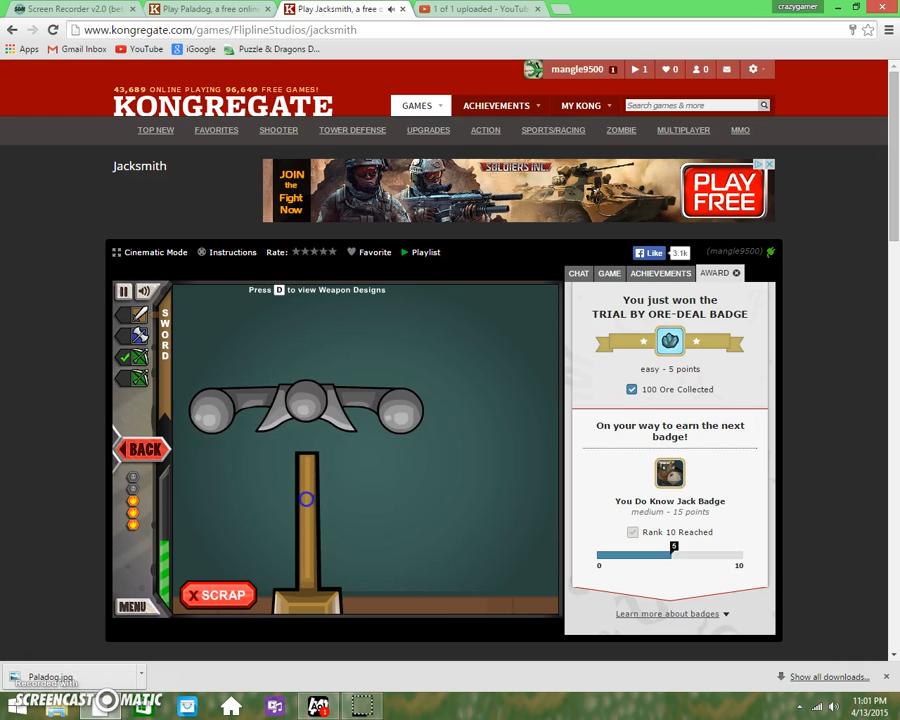 Screen Recorder v2.0 (bet
Play Paladog, a free onlin
Play Jacksmith, a free o
1 of 1 uploaded - YouTub
crazygamer
www.kongregate.com/games/FliplineStudios/jacksmith
Apps
Gmail Inbox
YouTube
iGoogle
Puzzle & Dragons D...
mangle9500 1
1
0
0
43,689 ONLINE PLAYING 96,649 FREE GAMES!
KONGREGATE
GAMES
ACHIEVEMENTS
MY KONG
Search games & more
TOP NEW
FAVORITES
SHOOTER
TOWER DEFENSE
UPGRADES
ACTION
SPORTS/RACING
ZOMBIE
MULTIPLAYER
MMO
Jacksmith
JOIN
the
Fight
Now
SOLDIERS INC.
PLAY
FREE
Cinematic Mode
Instructions
Rate:
Favorite
Playlist
Like
3.1k
(mangle9500)
CHAT
GAME
ACHIEVEMENTS
AWARD
Press D to view Weapon Designs
SWORD
BACK
X SCRAP
MENU
You just won the
TRIAL BY ORE-DEAL BADGE
easy - 5 points
100 Ore Collected
On your way to earn the next
badge!
You Do Know Jack Badge
medium - 15 points
Rank 10 Reached
5
0
10
Learn more about badges
Paladog.jpg
Show all downloads...
Recorded with
SCREENCAST-O-MATIC
1
11:01 PM
4/13/2015